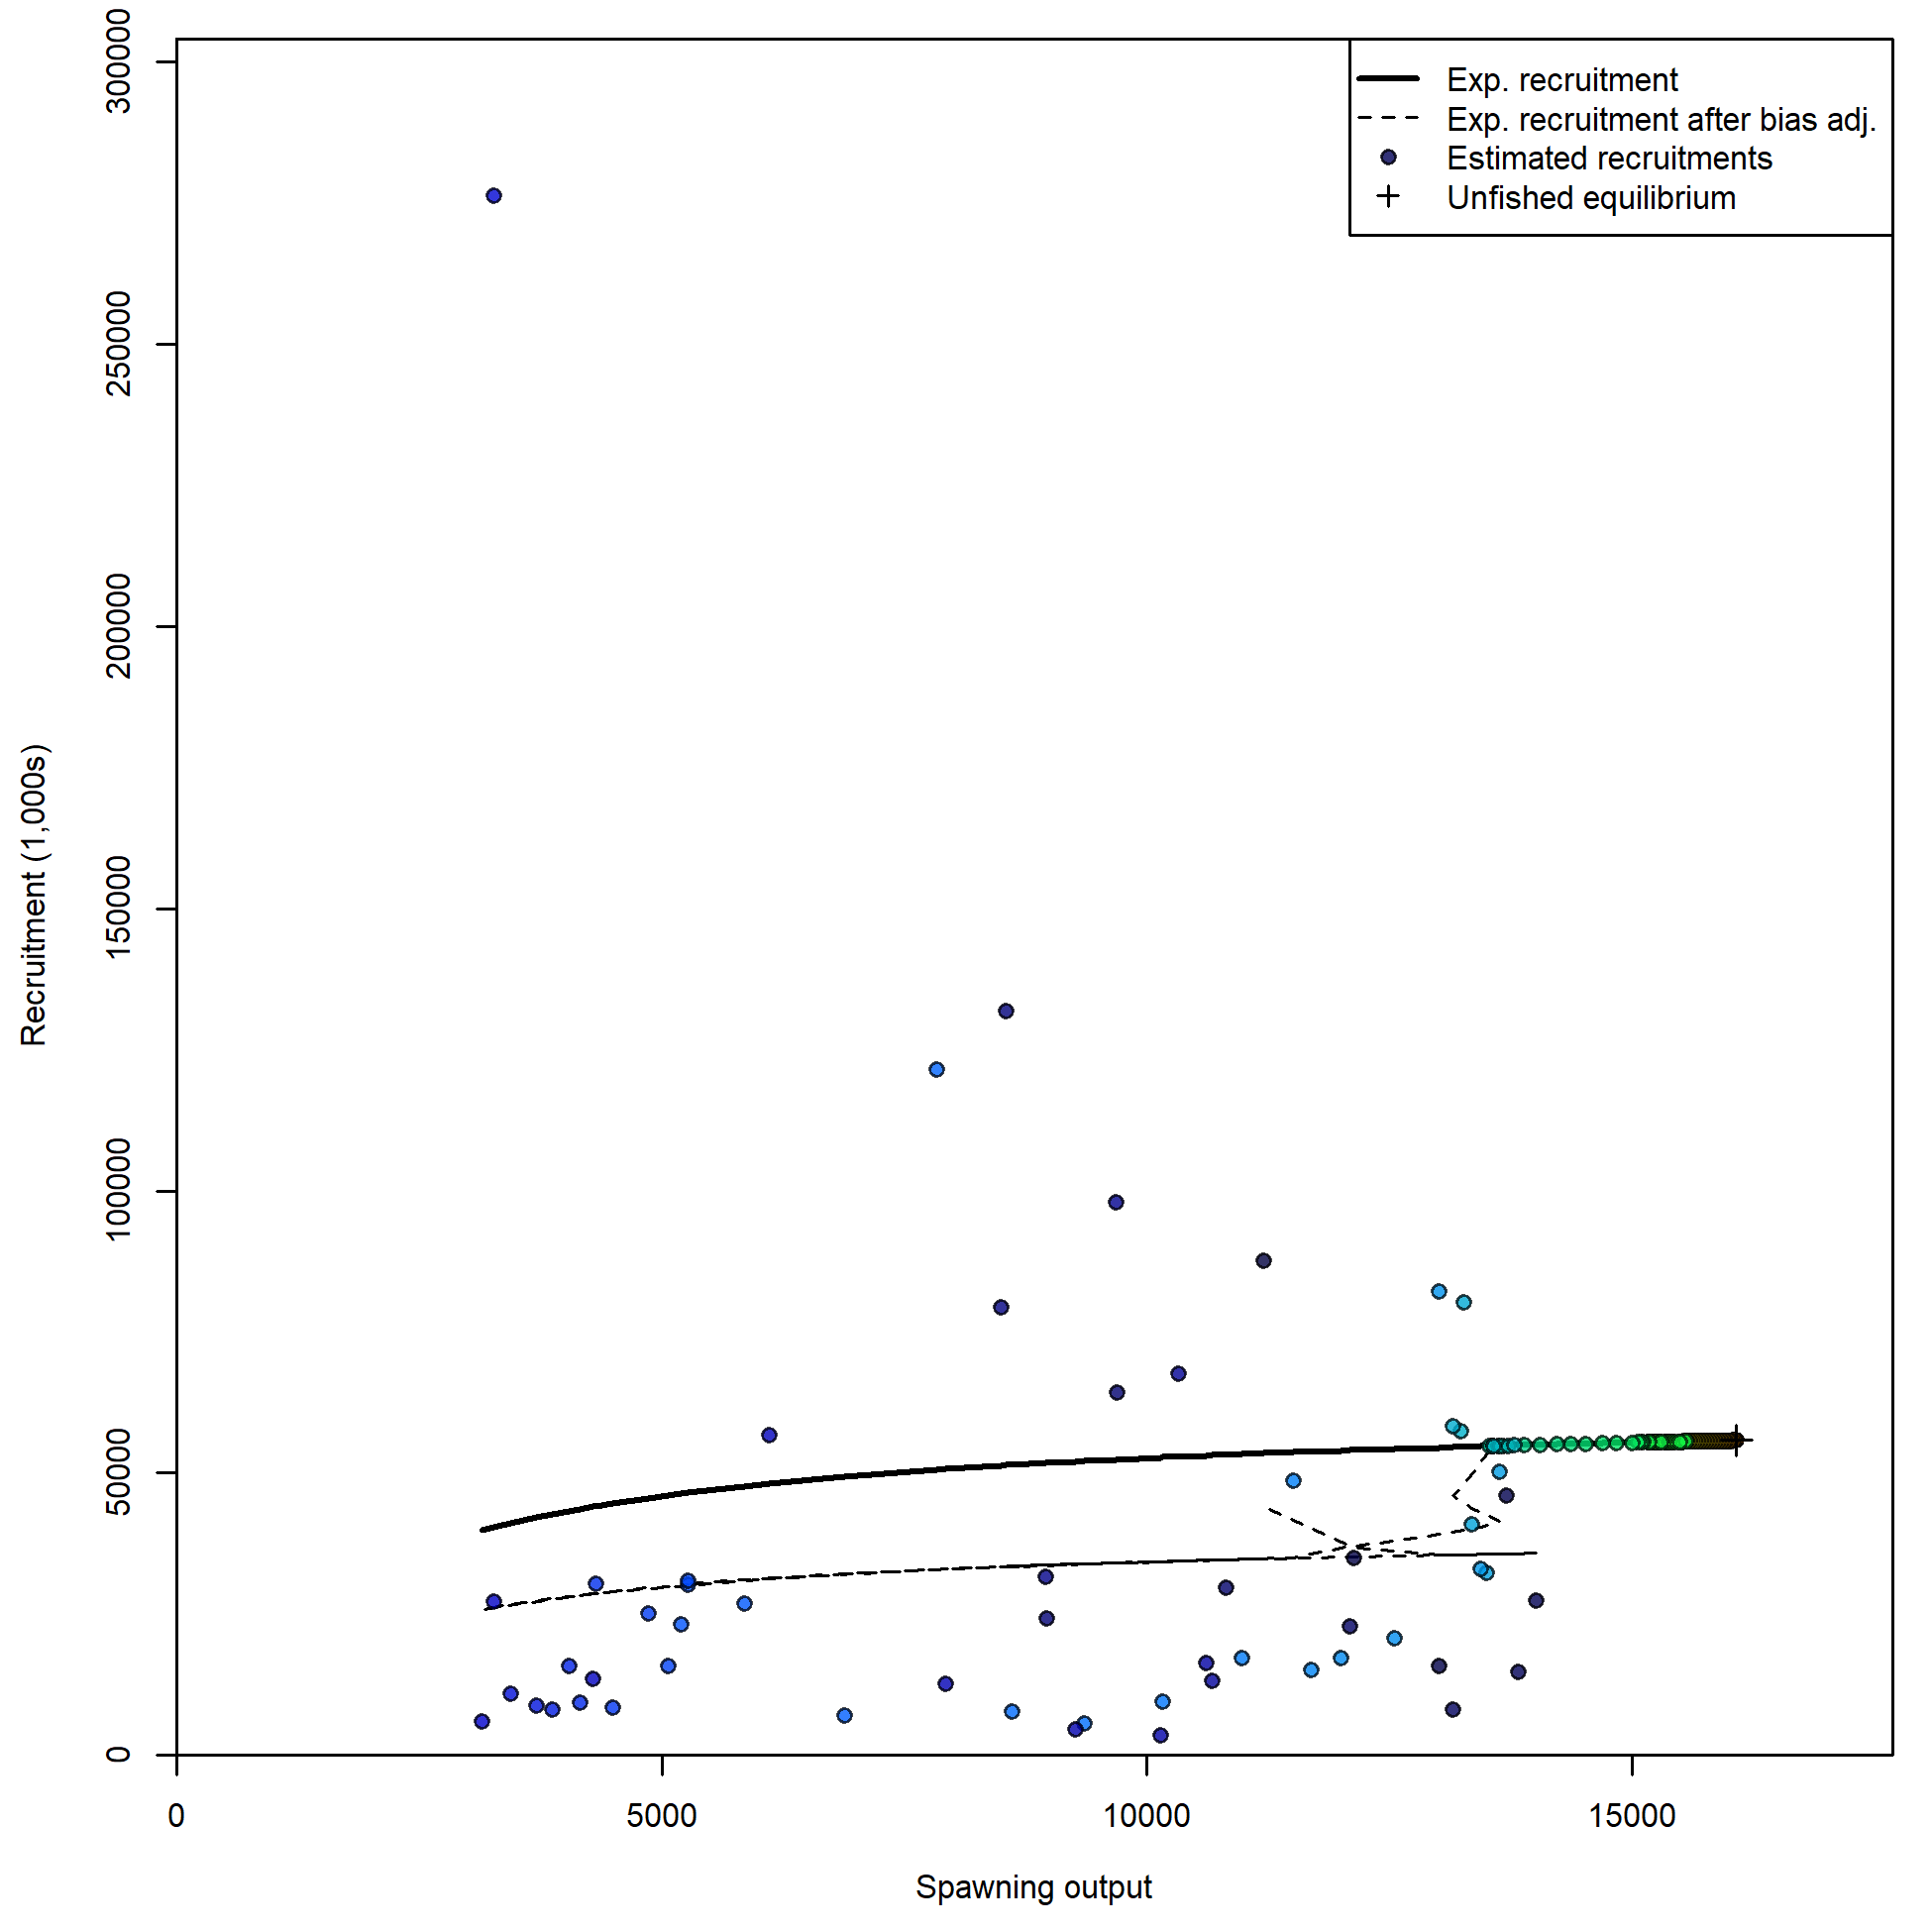 Exp. recruitment
Exp. recruitment after bias adj.
Estimated recruitments
Unfished equilibrium
300000
250000
200000
150000
100000
50000
0
Recruitment (1,000s)
0 5000 10000 15000
Spawning output